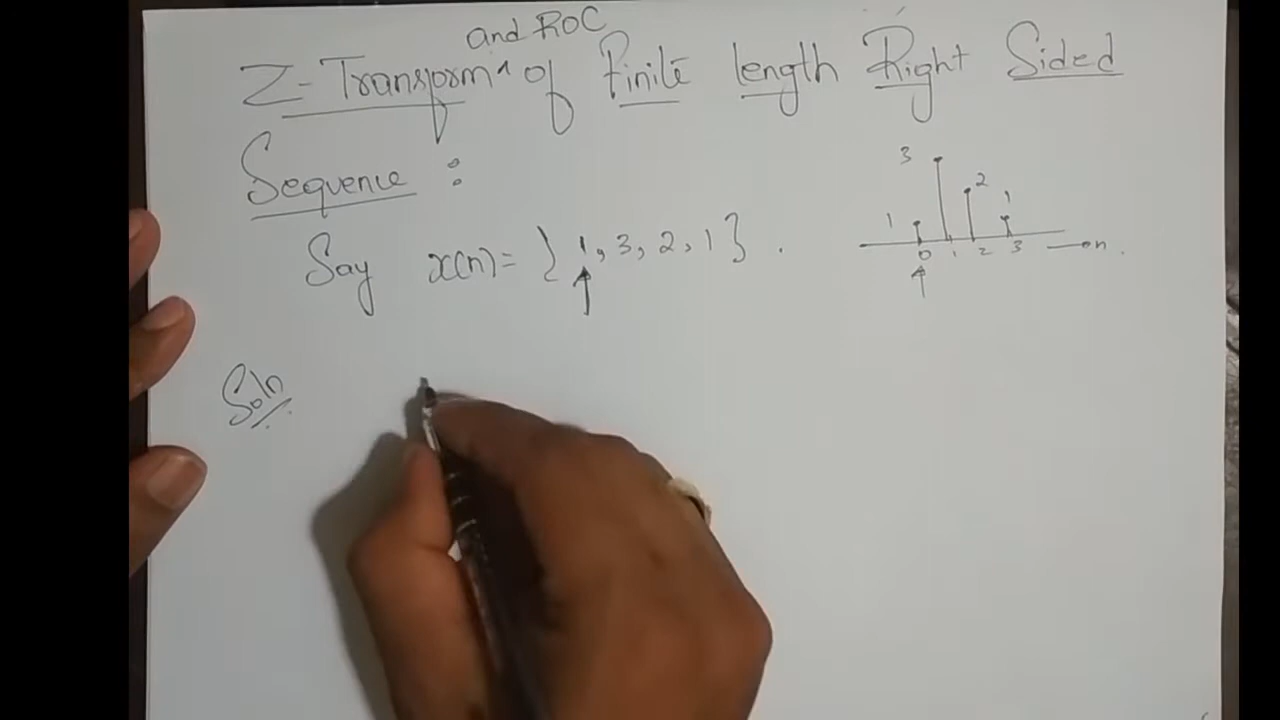 and ROC
Z-Transform^ of Finite length Right Sided
Sequence :
Say x(n) = { 1, 3, 2, 1 } .
↑
3
2
1
1
0 1 2 3 → n .
↑
Soln